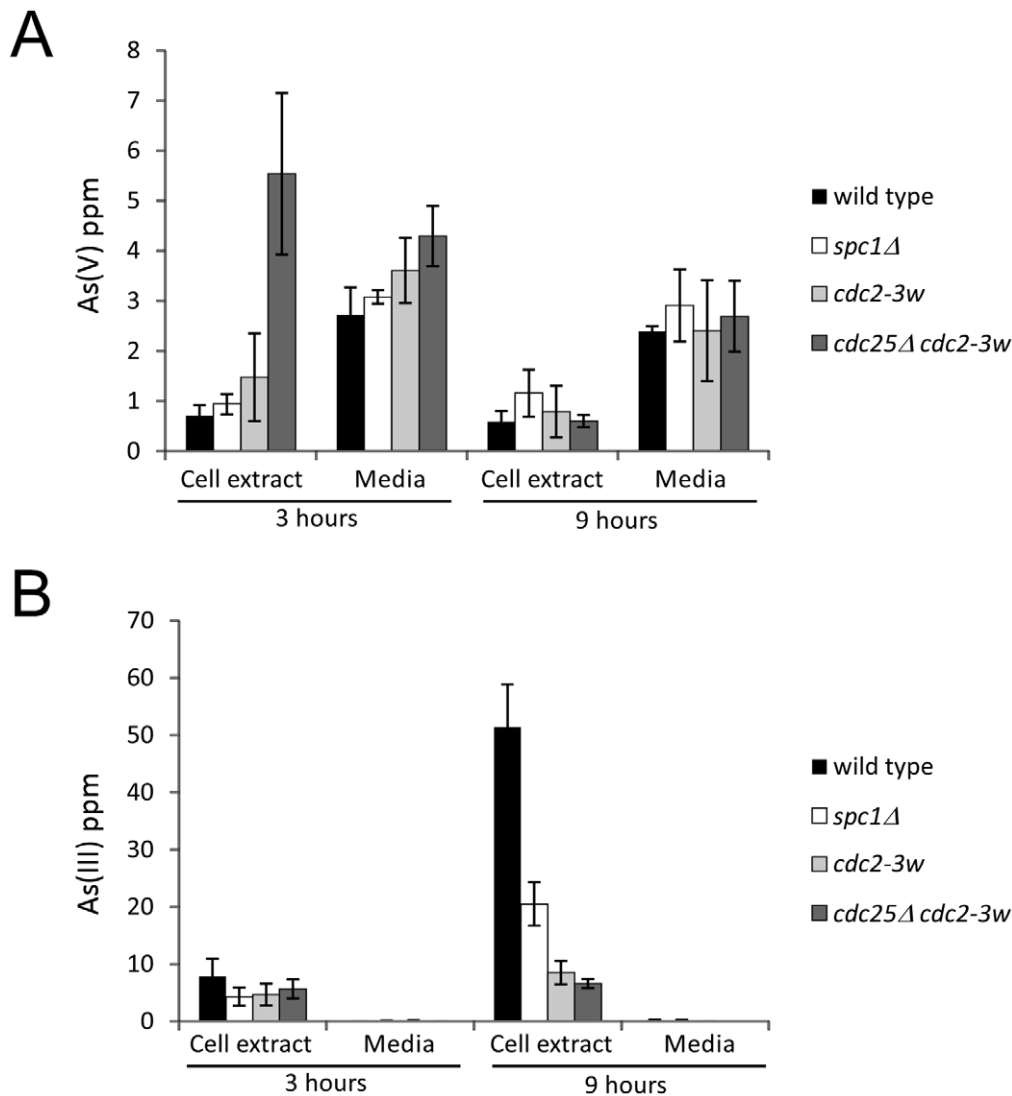 A
8
7
6
5
4
3
2
1
0
As(V) ppm
Cell extract Media Cell extract Media
3 hours 9 hours
wild type
spc1Δ
cdc2-3w
cdc25Δ cdc2-3w
B
70
60
50
40
30
20
10
0
As(III) ppm
Cell extract Media Cell extract Media
3 hours 9 hours
wild type
spc1Δ
cdc2-3w
cdc25Δ cdc2-3w